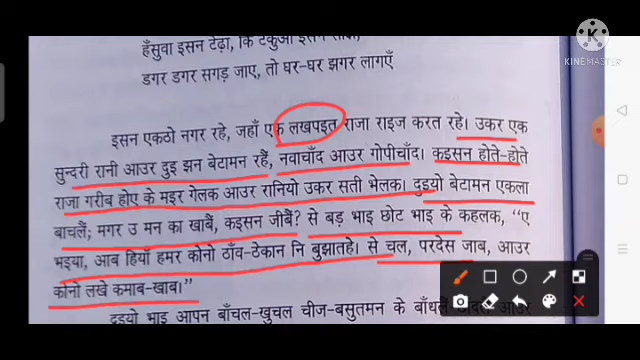 हँसुवा इसन टेढ़ा, कि टेकुआ इसन
डगर डगर सगड़ जाए, तो घर-घर झगर लागएँ
इसन एकठो नगर रहे, जहाँ एक लखपइत राजा राइज करत रहे। उकर एक
सुन्दरी रानी आउर दुइ झन बेटामन रहैं, नवाचाँद आउर गोपीचाँद। कइसन होते-होते
राजा गरीब होए के मइर गेलक आउर रानियो उकर सती भेलक। दुइयो बेटामन एकला
बाचलैं; मगर उ मन का खाबैं, कइसन जीबैं? से बड़ भाइ छोट भाइ के कहलक, “ए
भइया, आब हियाँ हमर कोनो ठाँव-टेकान नि बुझातहे। से चल, परदेस जाब, आउर
कोनो लखे कमाब-खाब।”
दुइयो भाइ आपन बाँचल-खुचल चीज-बसुतमन के
KINEMASTER